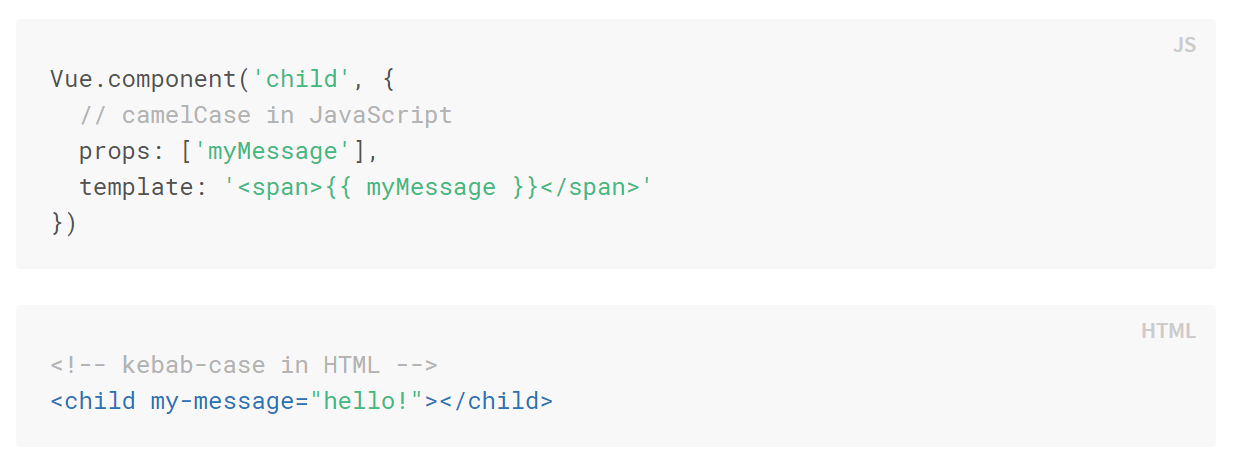 JS
Vue.component('child', {
  // camelCase in JavaScript
  props: ['myMessage'],
  template: '<span>{{ myMessage }}</span>'
})
HTML
<!-- kebab-case in HTML -->
<child my-message="hello!"></child>